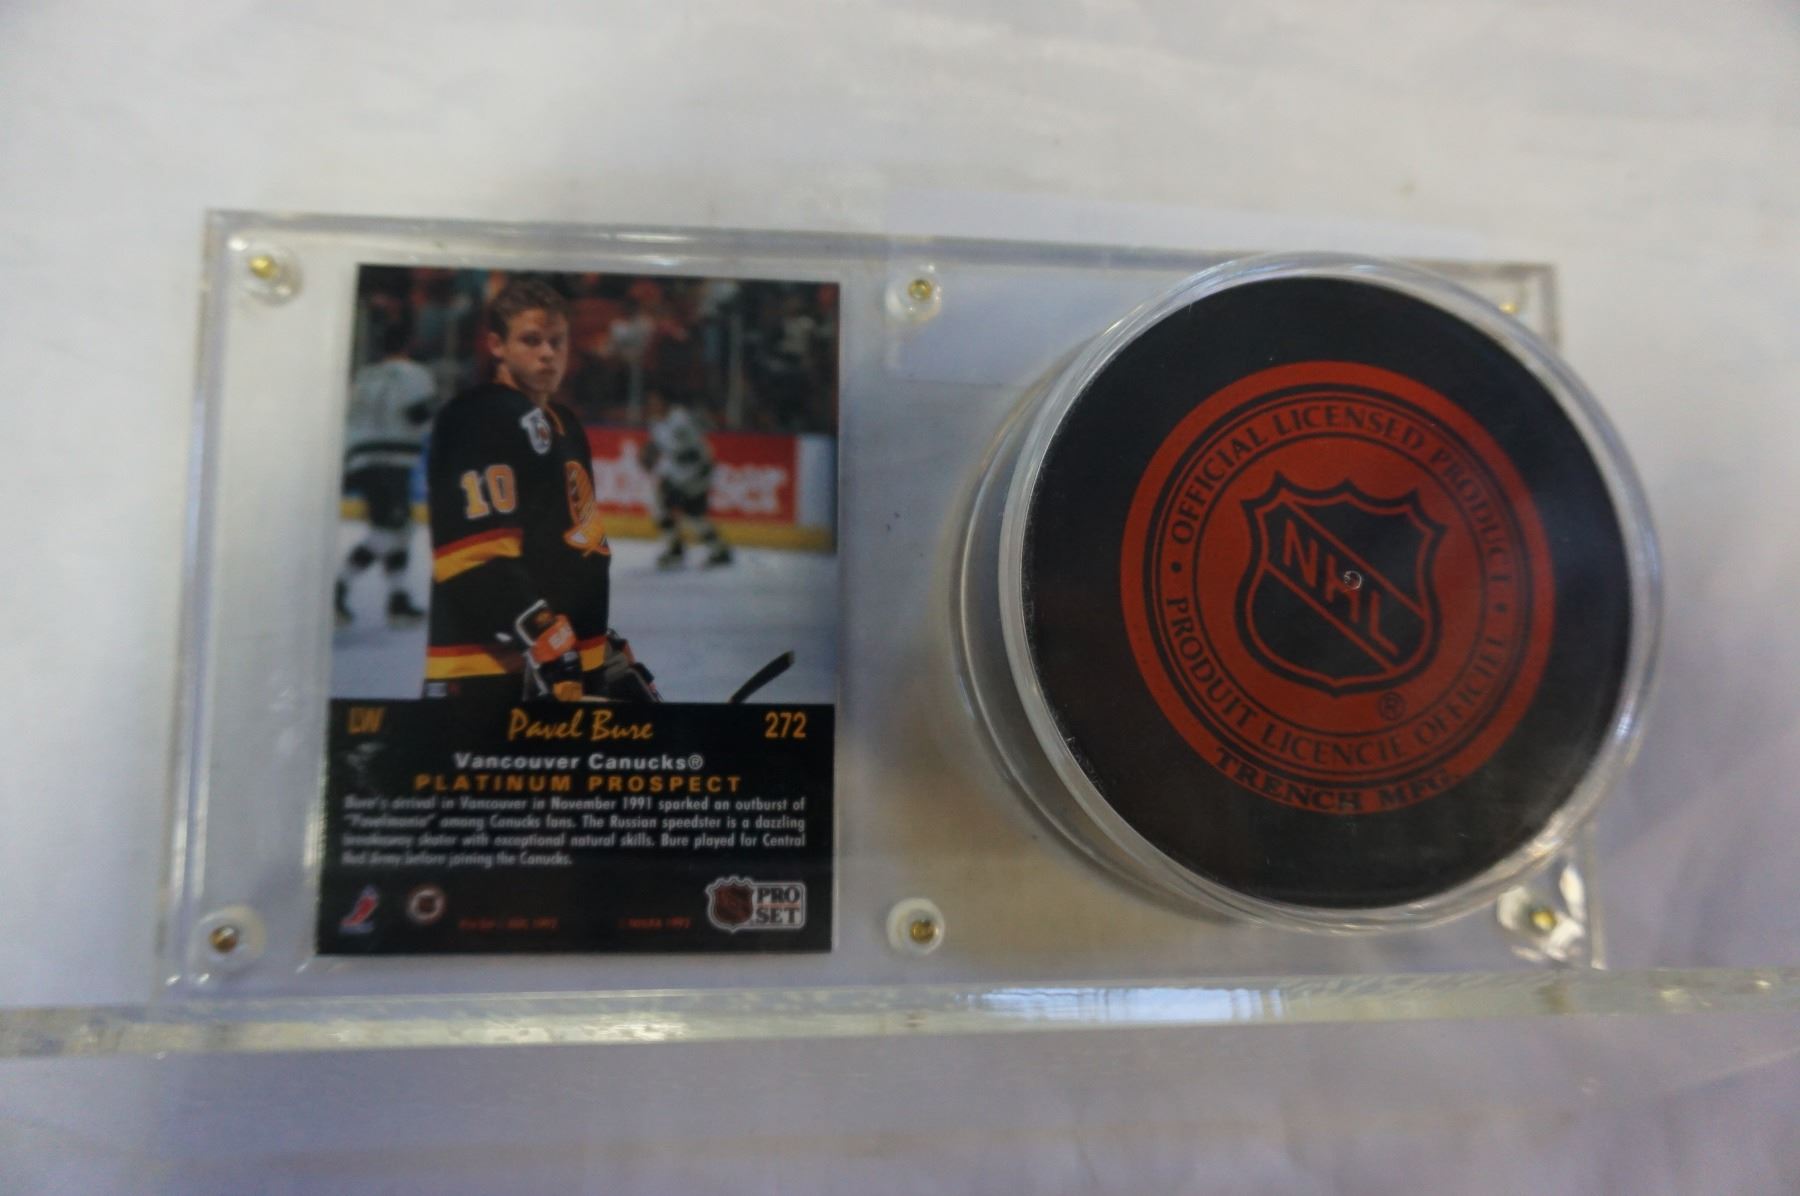 10
LW
Pavel Bure
272
Vancouver Canucks®
PLATINUM PROSPECT
Bure's arrival in Vancouver in November 1991 sparked an outburst of
"Pavelmania" among Canucks fans. The Russian speedster is a dazzling
breakaway skater with exceptional natural skills. Bure played for Central
Red Army before joining the Canucks.
PRO
SET
OFFICIAL LICENSED PRODUCT
NHL
®
PRODUIT LICENCIE OFFICIEL
TRENCH MFG.